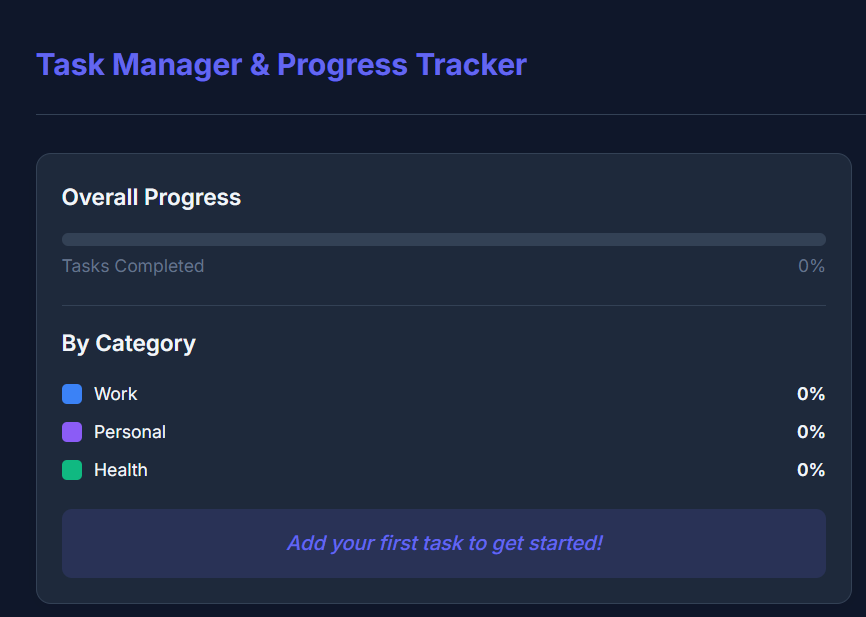 Task Manager & Progress Tracker
Overall Progress
Tasks Completed 0%
By Category
Work 0%
Personal 0%
Health 0%
Add your first task to get started!